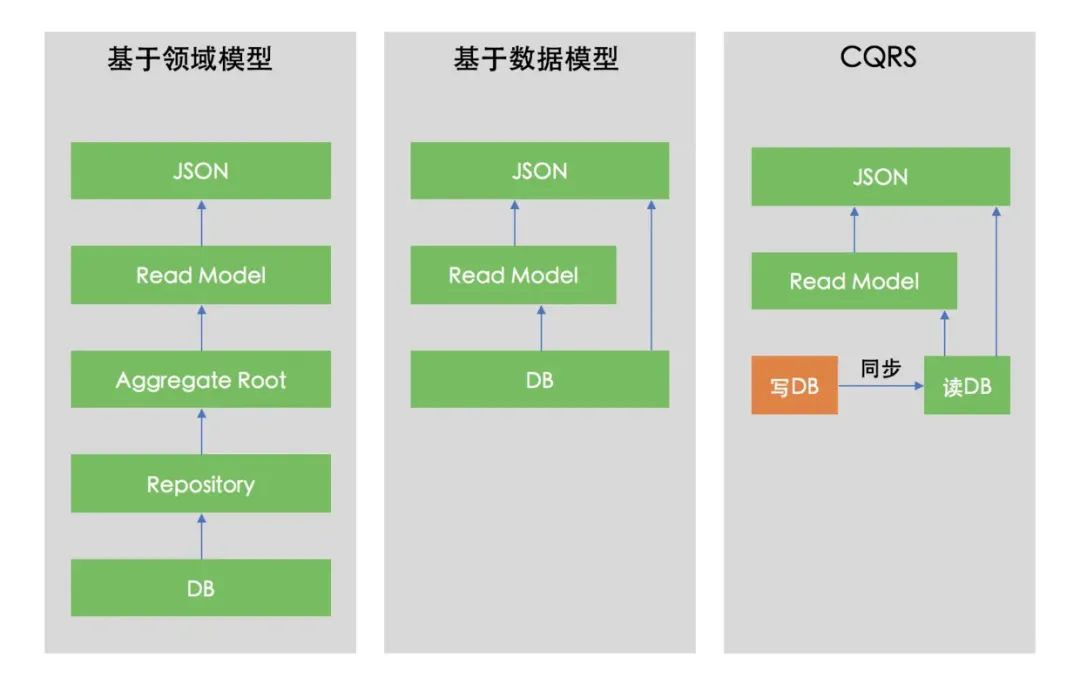 基于领域模型
JSON
Read Model
Aggregate Root
Repository
DB
基于数据模型
JSON
Read Model
DB
CQRS
JSON
Read Model
写DB
同步
读DB